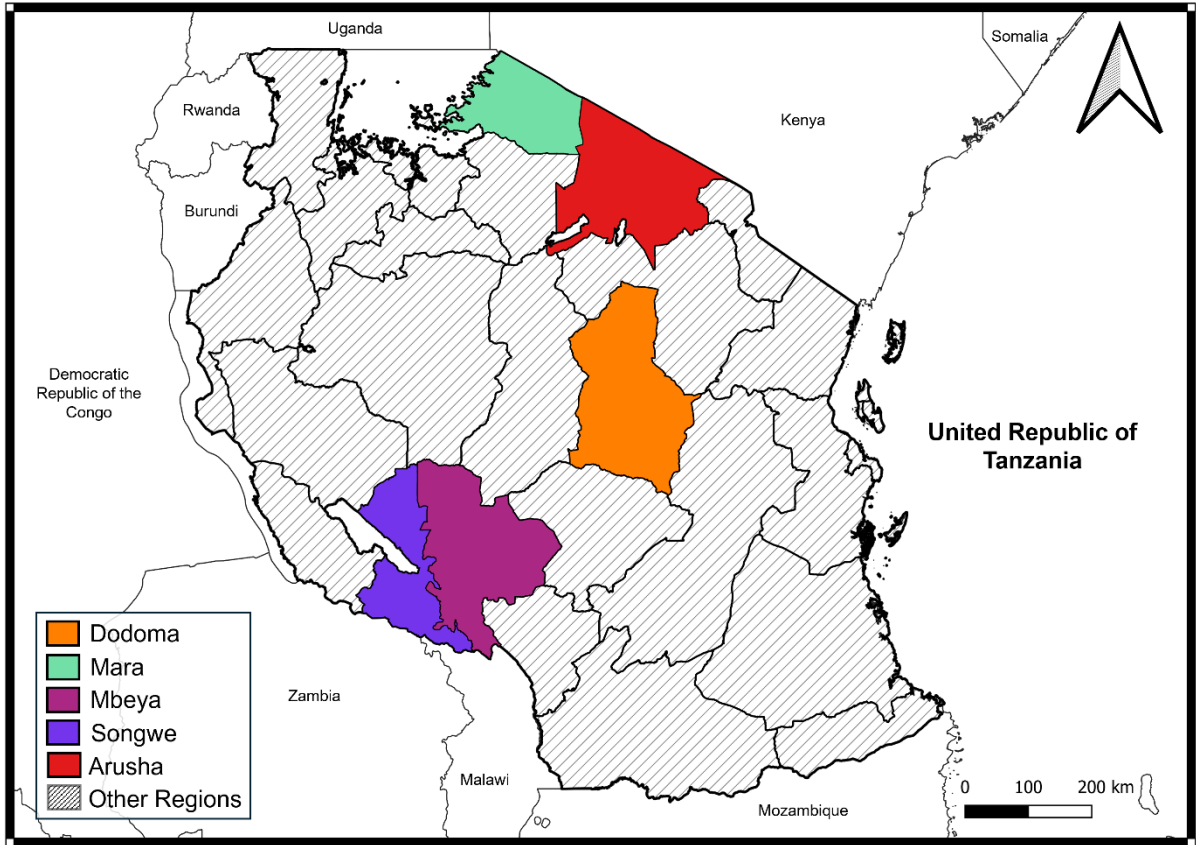 Uganda
Somalia
Rwanda
Kenya
Burundi
Democratic
Republic of the
Congo
United Republic of
Tanzania
Dodoma
Mara
Mbeya
Songwe
Arusha
Other Regions
Zambia
Malawi
Mozambique
0 100 200 km